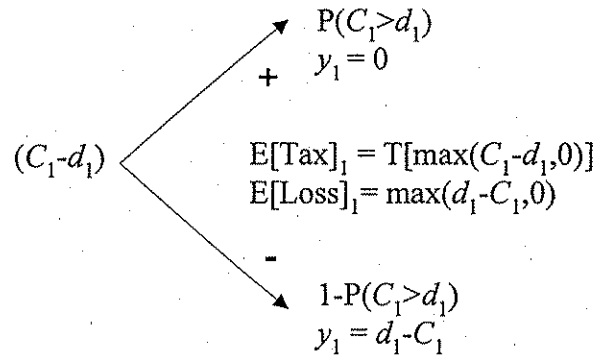 P(C₁>d₁)
y₁ = 0
+
(C₁-d₁)
E[Tax]₁ = T[max(C₁-d₁,0)]
E[Loss]₁= max(d₁-C₁,0)
-
1-P(C₁>d₁)
y₁ = d₁-C₁